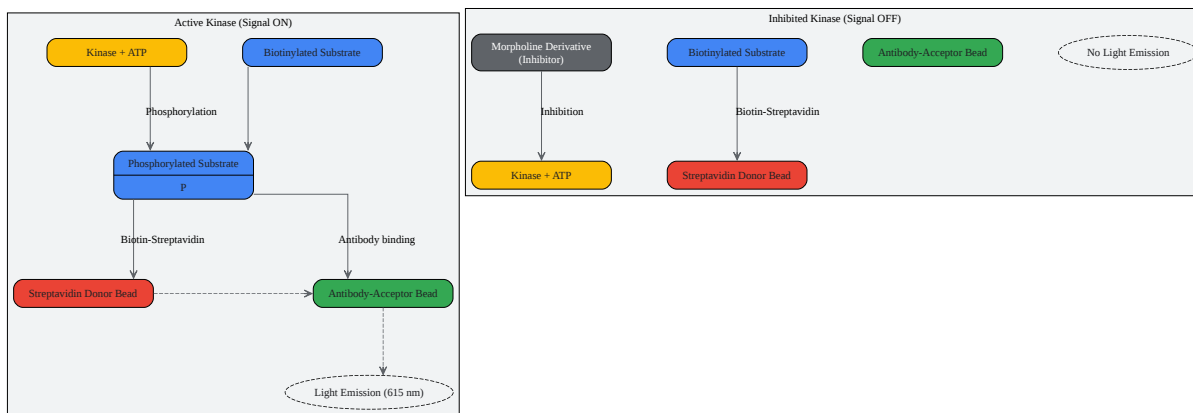 Active Kinase (Signal ON)
Kinase + ATP
Biotinylated Substrate
Phosphorylation
Phosphorylated Substrate
P
Biotin-Streptavidin
Antibody binding
Streptavidin Donor Bead
Antibody-Acceptor Bead
Light Emission (615 nm)
Inhibited Kinase (Signal OFF)
Morpholine Derivative
(Inhibitor)
Biotinylated Substrate
Antibody-Acceptor Bead
No Light Emission
Inhibition
Biotin-Streptavidin
Kinase + ATP
Streptavidin Donor Bead